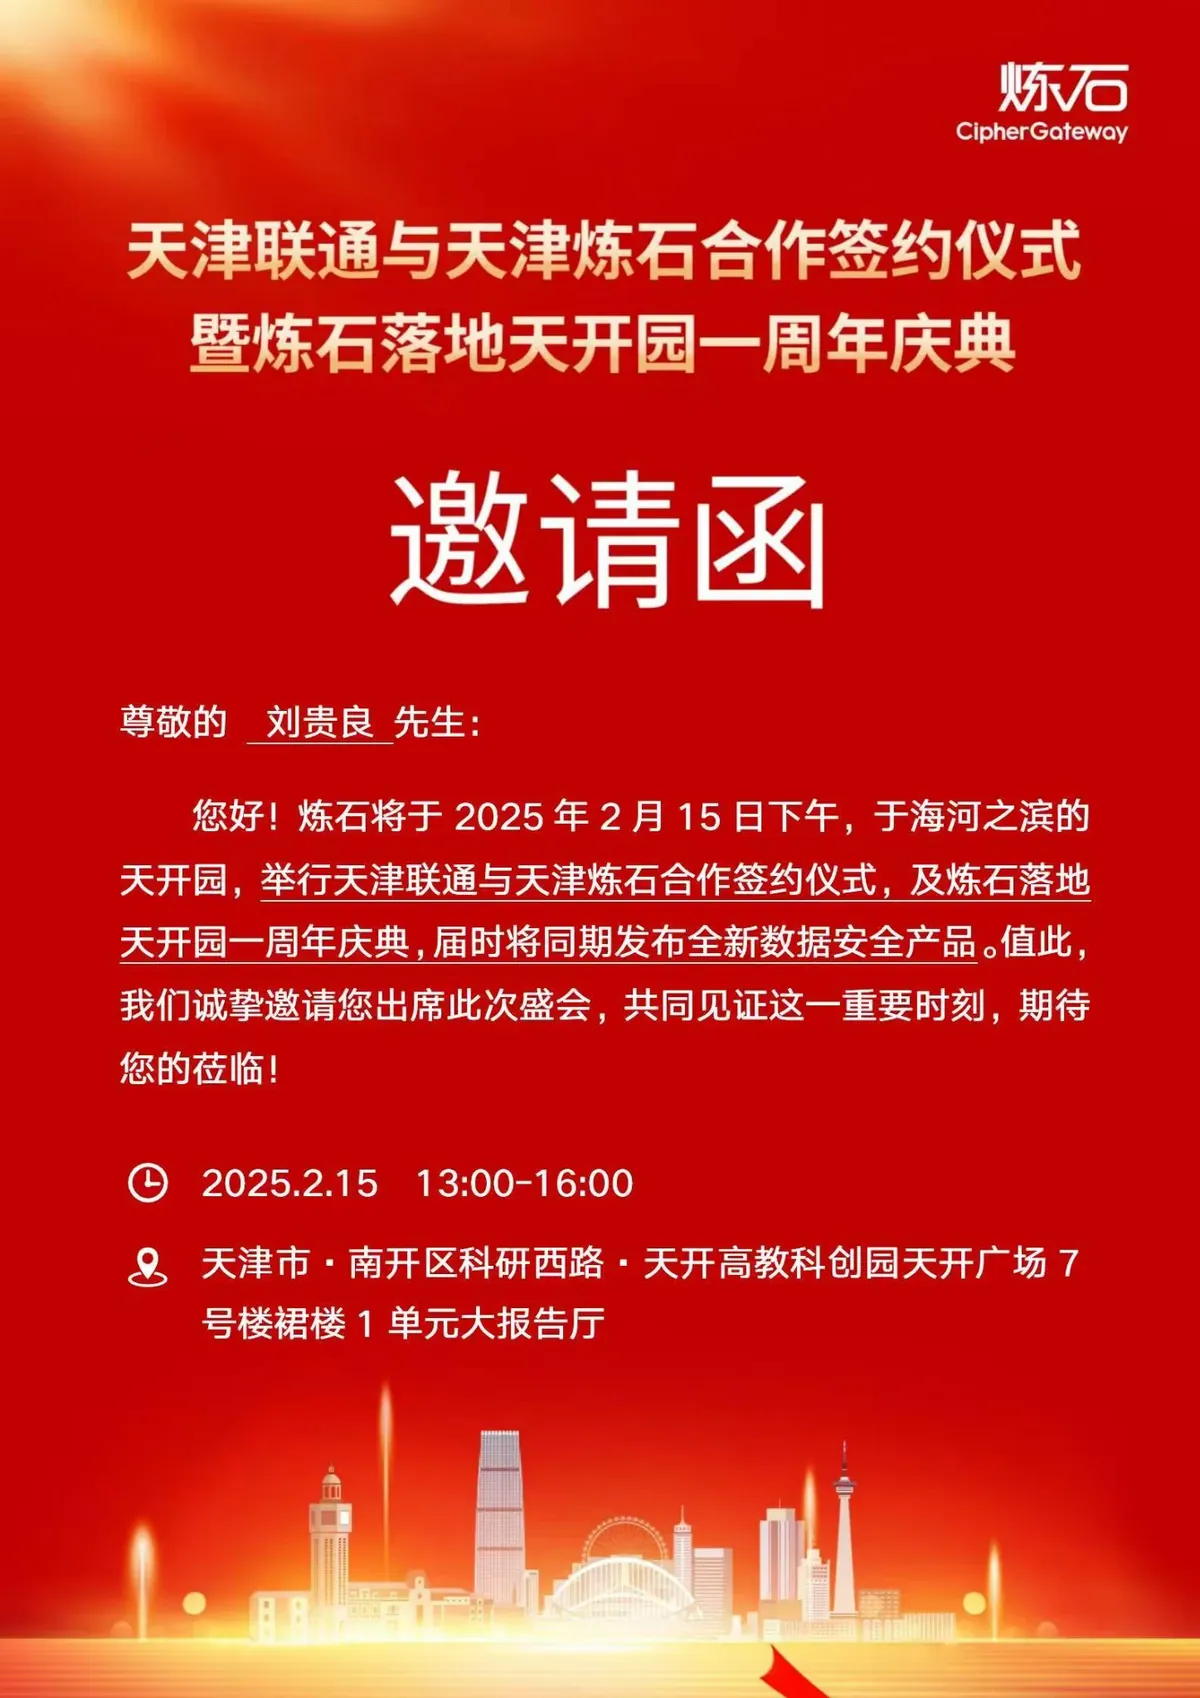 炼石
CipherGateway
天津联通与天津炼石合作签约仪式
暨炼石落地天开园一周年庆典
邀请函
尊敬的 刘贵良 先生：
您好！炼石将于 2025 年 2 月 15 日下午，于海河之滨的
天开园，举行天津联通与天津炼石合作签约仪式，及炼石落地
天开园一周年庆典，届时将同期发布全新数据安全产品。值此，
我们诚挚邀请您出席此次盛会，共同见证这一重要时刻，期待
您的莅临！
2025.2.15 13:00-16:00
天津市·南开区科研西路·天开高教科创园天开广场 7
号楼裙楼 1 单元大报告厅